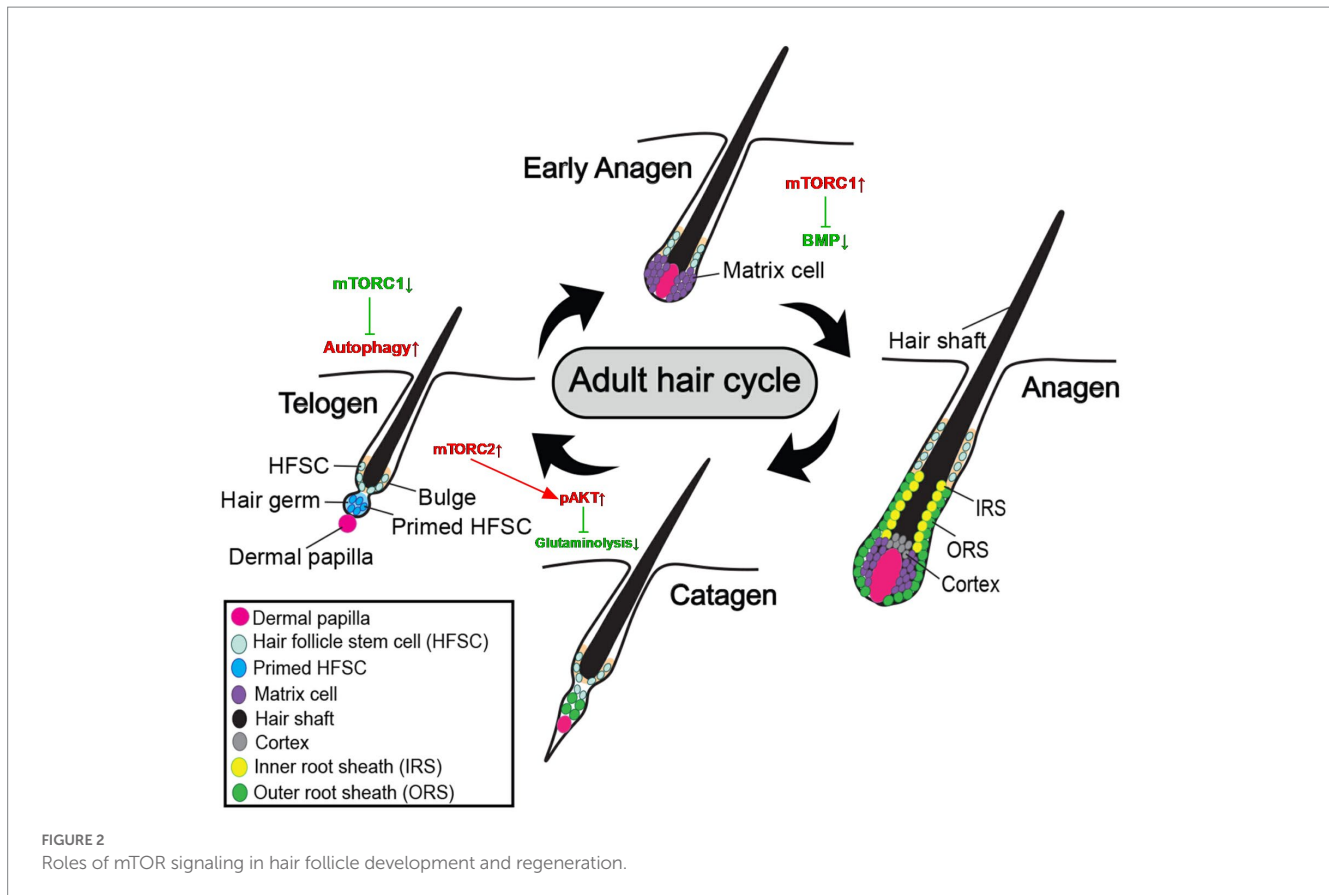 Early Anagen
mTORC1↑
BMP↓
Matrix cell
mTORC1↓
Autophagy↑
Telogen
HFSC
Hair germ
Bulge
Primed HFSC
Dermal papilla
Adult hair cycle
Hair shaft
Anagen
IRS
ORS
Cortex
mTORC2↑
pAKT↑
Glutaminolysis↓
Catagen
Dermal papilla
Hair follicle stem cell (HFSC)
Primed HFSC
Matrix cell
Hair shaft
Cortex
Inner root sheath (IRS)
Outer root sheath (ORS)
FIGURE 2
Roles of mTOR signaling in hair follicle development and regeneration.